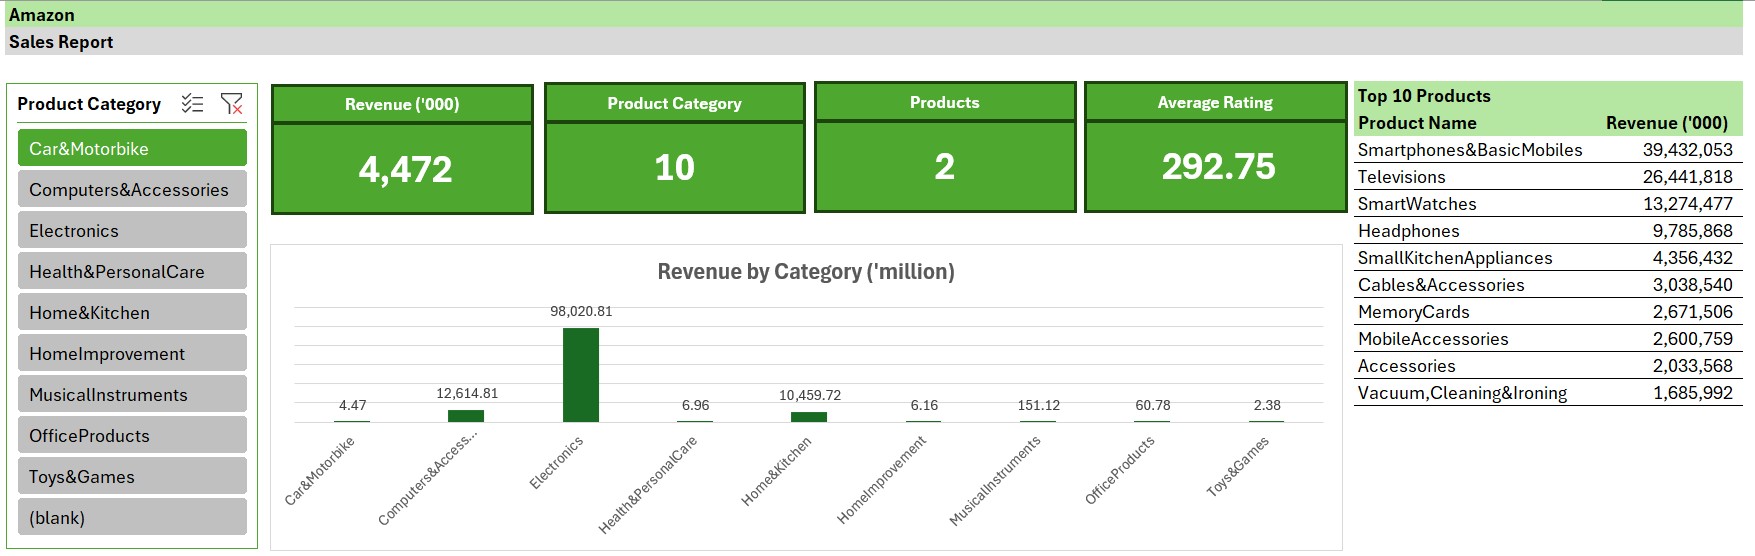 Amazon
Sales Report
Product Category
Car&Motorbike
Computers&Accessories
Electronics
Health&PersonalCare
Home&Kitchen
HomeImprovement
MusicalInstruments
OfficeProducts
Toys&Games
(blank)
Revenue ('000)
4,472
Product Category
10
Products
2
Average Rating
292.75
Revenue by Category ('million)
4.47
12,614.81
98,020.81
6.96
10,459.72
6.16
151.12
60.78
2.38
Car&Motorbike
Computers&Access...
Electronics
Health&PersonalCare
Home&Kitchen
HomeImprovement
MusicalInstruments
OfficeProducts
Toys&Games
Top 10 Products
Product Name Revenue ('000)
Smartphones&BasicMobiles 39,432,053
Televisions 26,441,818
SmartWatches 13,274,477
Headphones 9,785,868
SmallKitchenAppliances 4,356,432
Cables&Accessories 3,038,540
MemoryCards 2,671,506
MobileAccessories 2,600,759
Accessories 2,033,568
Vacuum,Cleaning&Ironing 1,685,992